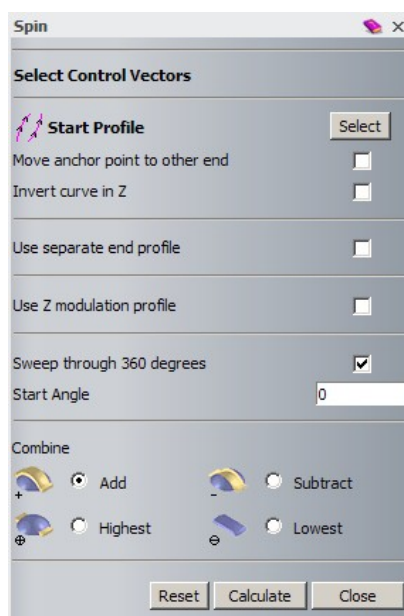 Spin
Select Control Vectors
Start Profile Select
Move anchor point to other end
Invert curve in Z
Use separate end profile
Use Z modulation profile
Sweep through 360 degrees
Start Angle 0
Combine
Add Subtract
Highest Lowest
Reset Calculate Close